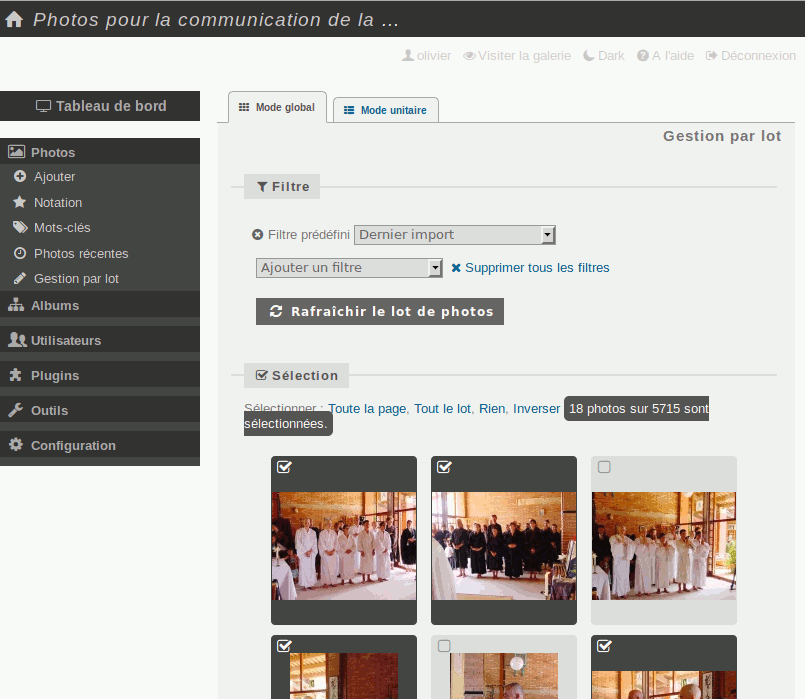 Photos pour la communication de la ...
olivier Visiter la galerie Dark A l'aide Déconnexion
Tableau de bord
Photos
Ajouter
Notation
Mots-clés
Photos récentes
Gestion par lot
Albums
Utilisateurs
Plugins
Outils
Configuration
Mode global Mode unitaire
Gestion par lot
Filtre
Filtre prédéfini Dernier import
Ajouter un filtre Supprimer tous les filtres
Rafraîchir le lot de photos
Sélection
Sélectionner : Toute la page, Tout le lot, Rien, Inverser 18 photos sur 5715 sont
sélectionnées.